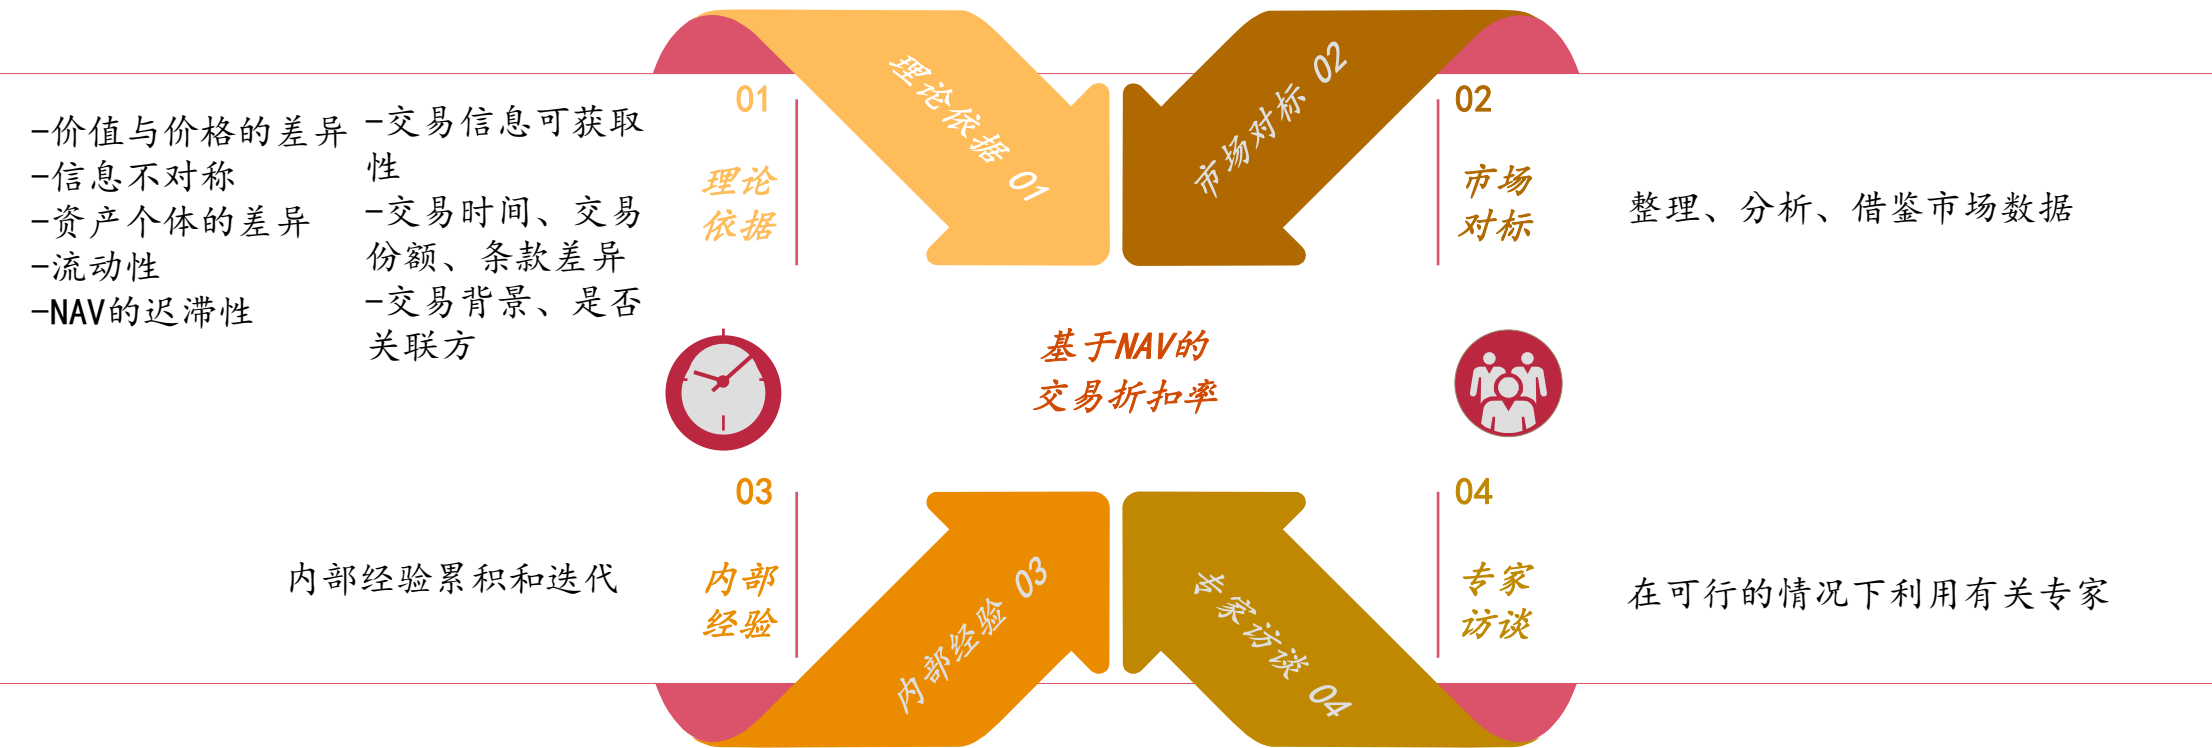 理论依据 01
市场对标 02
01
理论
依据
-价值与价格的差异
-信息不对称
-资产个体的差异
-流动性
-NAV的迟滞性
-交易信息可获取
性
-交易时间、交易
份额、条款差异
-交易背景、是否
关联方
02
市场
对标
整理、分析、借鉴市场数据
基于NAV的
交易折扣率
03
内部
经验
内部经验累积和迭代
内部经验 03
专家访谈 04
04
专家
访谈
在可行的情况下利用有关专家